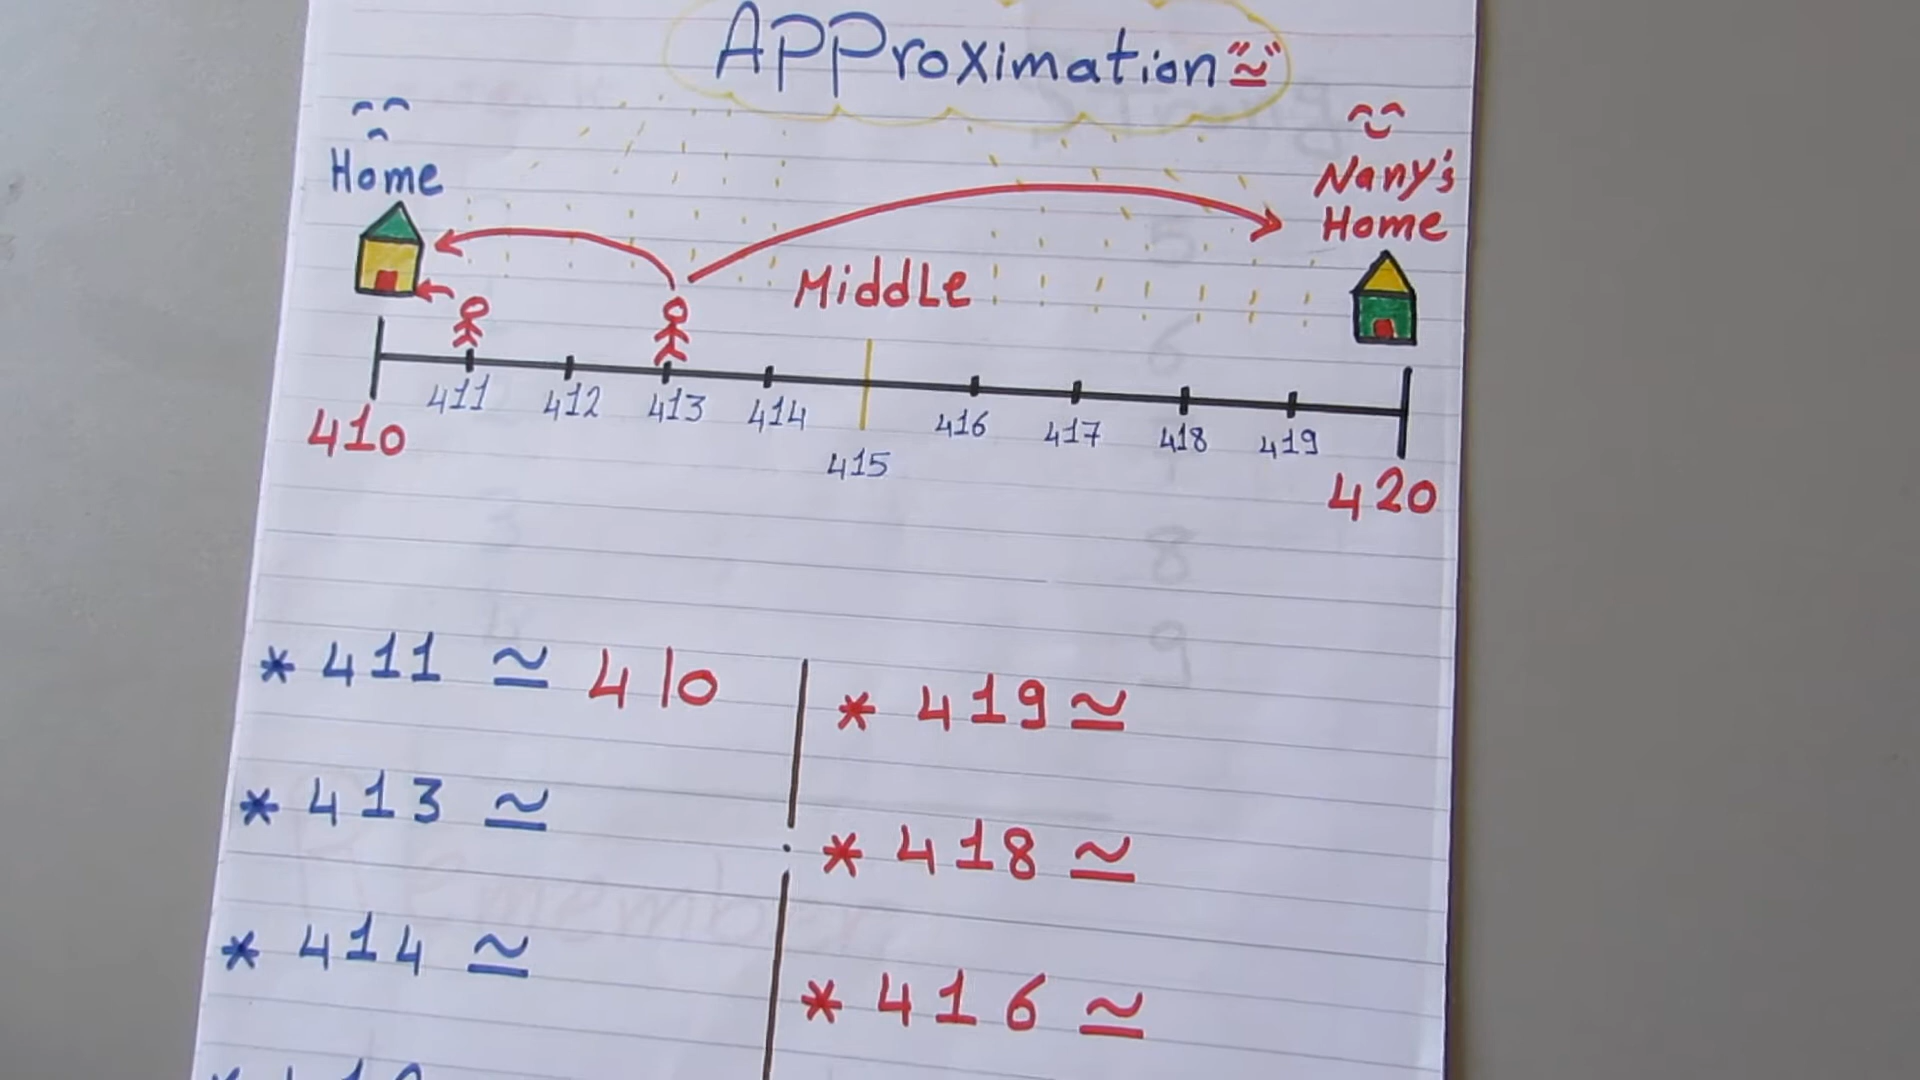 APProximation "≃"
Home
Nany's
Home
MiddLe
411
412
413
414
415
416
417
418
419
410
420
* 411 ≃ 410
* 413 ≃
* 414 ≃
* 419 ≃
* 418 ≃
* 416 ≃